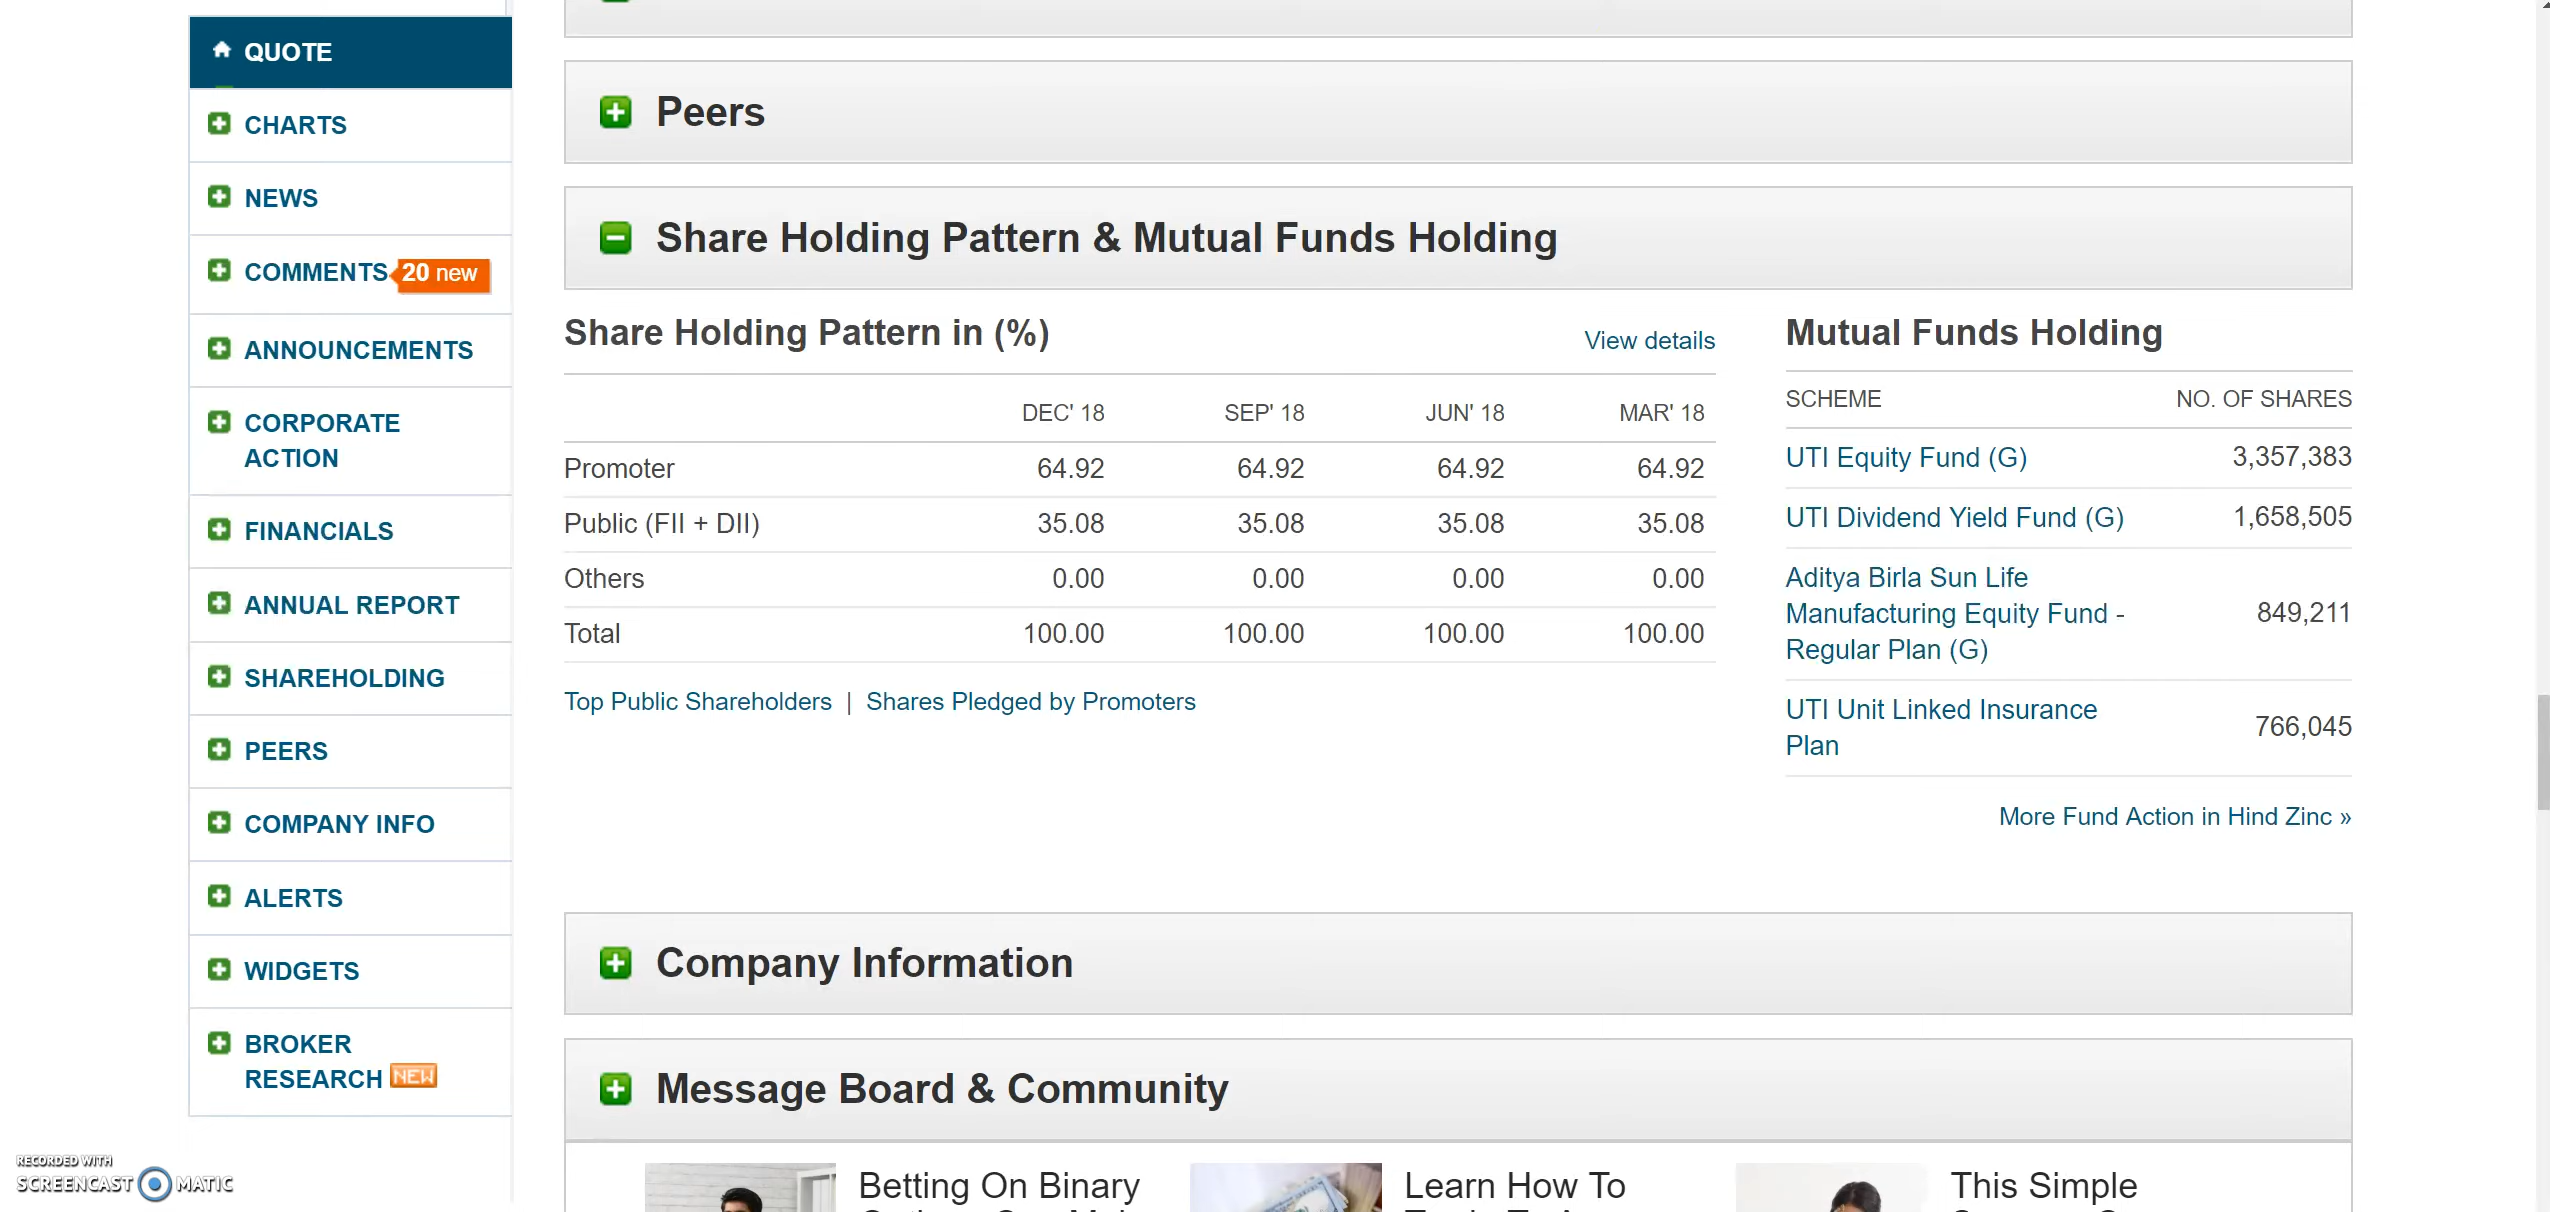 QUOTE
CHARTS
NEWS
COMMENTS 20 new
ANNOUNCEMENTS
CORPORATE
ACTION
FINANCIALS
ANNUAL REPORT
SHAREHOLDING
PEERS
COMPANY INFO
ALERTS
WIDGETS
BROKER
RESEARCH NEW
Peers
Share Holding Pattern & Mutual Funds Holding
Share Holding Pattern in (%) View details
DEC' 18 SEP' 18 JUN' 18 MAR' 18
Promoter 64.92 64.92 64.92 64.92
Public (FII + DII) 35.08 35.08 35.08 35.08
Others 0.00 0.00 0.00 0.00
Total 100.00 100.00 100.00 100.00
Top Public Shareholders | Shares Pledged by Promoters
Mutual Funds Holding
SCHEME NO. OF SHARES
UTI Equity Fund (G) 3,357,383
UTI Dividend Yield Fund (G) 1,658,505
Aditya Birla Sun Life
Manufacturing Equity Fund - 849,211
Regular Plan (G)
UTI Unit Linked Insurance 766,045
Plan
More Fund Action in Hind Zinc »
Company Information
Message Board & Community
Betting On Binary
Learn How To
This Simple
RECORDED WITH
SCREENCAST MATIC